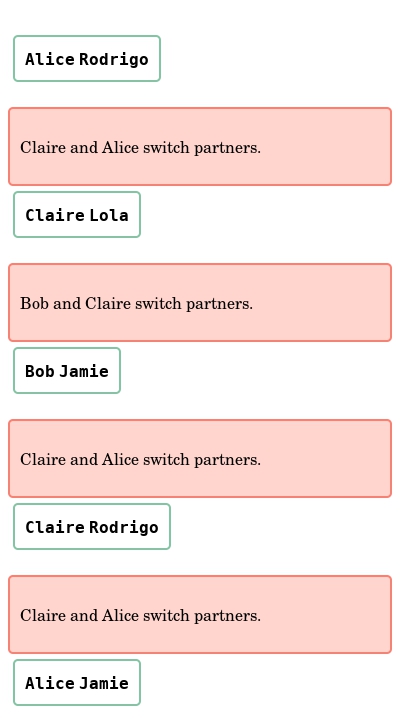 Alice Rodrigo
Claire and Alice switch partners.
Claire Lola
Bob and Claire switch partners.
Bob Jamie
Claire and Alice switch partners.
Claire Rodrigo
Claire and Alice switch partners.
Alice Jamie